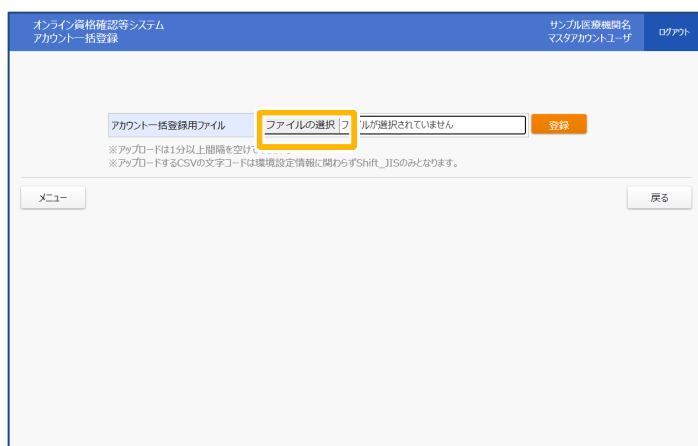 オンライン資格確認等システム
アカウント一括登録
サンプル医療機関名
マスタアカウントユーザ
ログアウト
アカウント一括登録用ファイル
ファイルの選択 ファイルが選択されていません
登録
※アップロードは1分以上間隔を空けて
※アップロードするCSVの文字コードは環境設定情報に関わらずShift_JISのみとなります。
メニュー
戻る